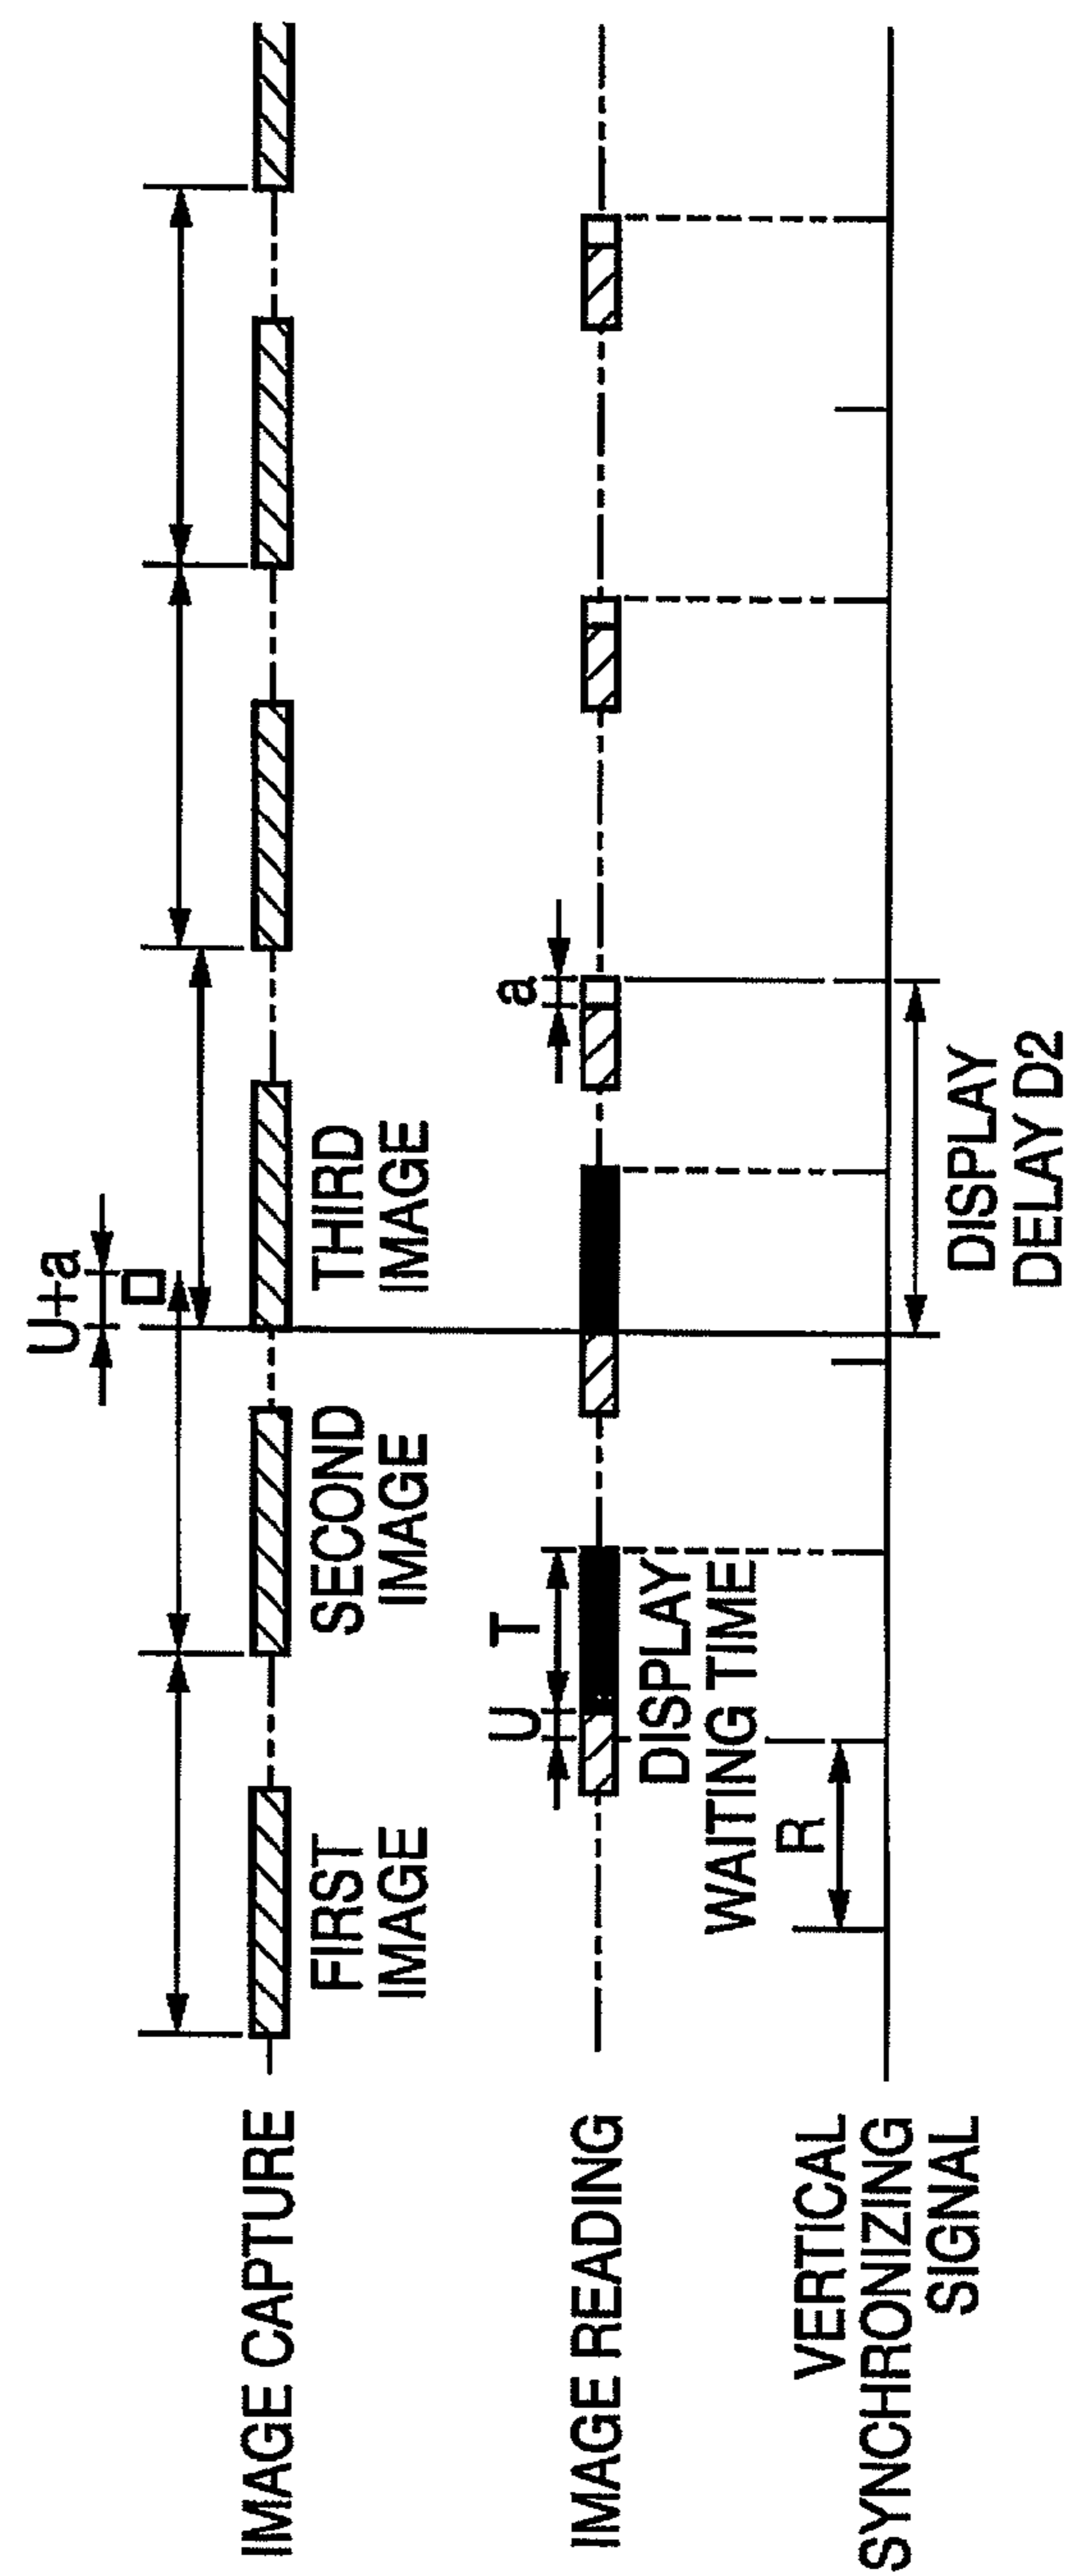 U+a
IMAGE CAPTURE
FIRST
IMAGE
SECOND
IMAGE
THIRD
IMAGE
U
T
a
IMAGE READING
DISPLAY
WAITING TIME
R
VERTICAL
SYNCHRONIZING
SIGNAL
DISPLAY
DELAY D2